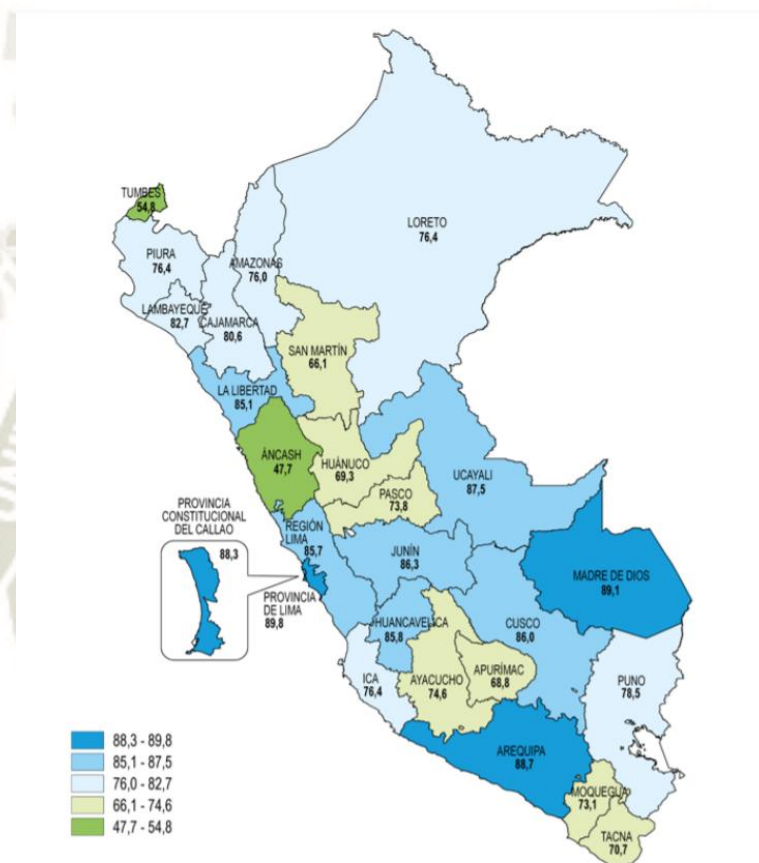 TUMBES
54,8
PIURA
76,4
LAMBAYEQUE
82,7
CAJAMARCA
80,6
AMAZONAS
76,0
LORETO
76,4
SAN MARTÍN
66,1
LA LIBERTAD
85,1
ÁNCASH
47,7
HUÁNUCO
69,3
PASCO
73,8
UCAYALI
87,5
PROVINCIA
CONSTITUCIONAL
DEL CALLAO
88,3
REGIÓN
LIMA
85,7
PROVINCIA
DE LIMA
89,8
JUNÍN
86,3
MADRE DE DIOS
89,1
HUANCAVELICA
85,8
CUSCO
86,0
ICA
76,4
AYACUCHO
74,6
APURÍMAC
68,8
PUNO
78,5
AREQUIPA
88,7
MOQUEGUA
73,1
TACNA
70,7
88,3 - 89,8
85,1 - 87,5
76,0 - 82,7
66,1 - 74,6
47,7 - 54,8